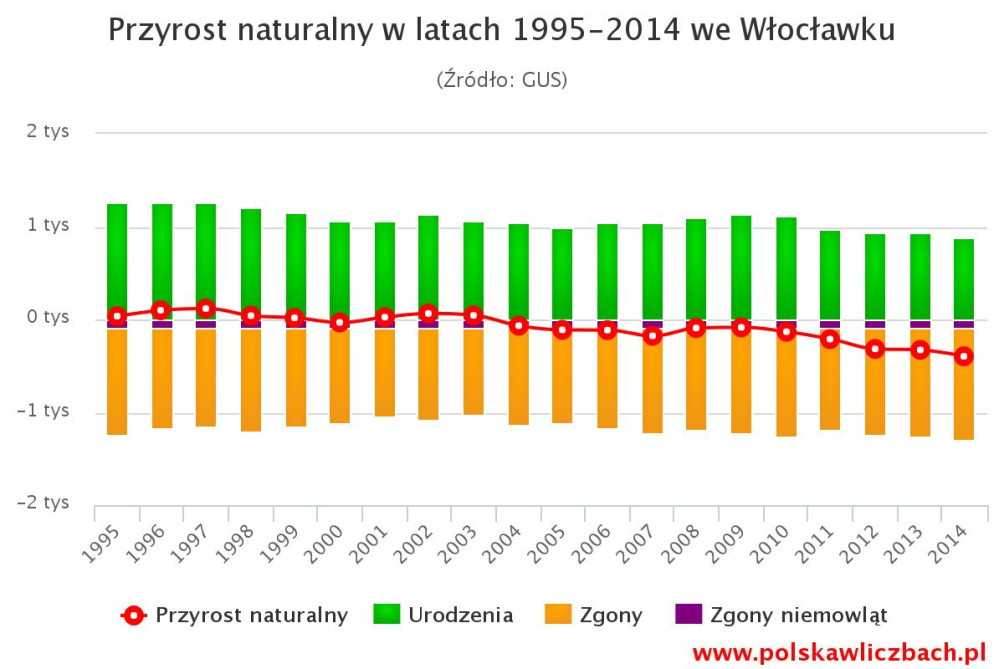 Przyrost naturalny w latach 1995-2014 we Włocławku
(Źródło: GUS)
2 tys
1 tys
0 tys
-1 tys
-2 tys
1995 1996 1997 1998 1999 2000 2001 2002 2003 2004 2005 2006 2007 2008 2009 2010 2011 2012 2013 2014
Przyrost naturalny Urodzenia Zgony Zgony niemowląt
www.polskawliczbach.pl